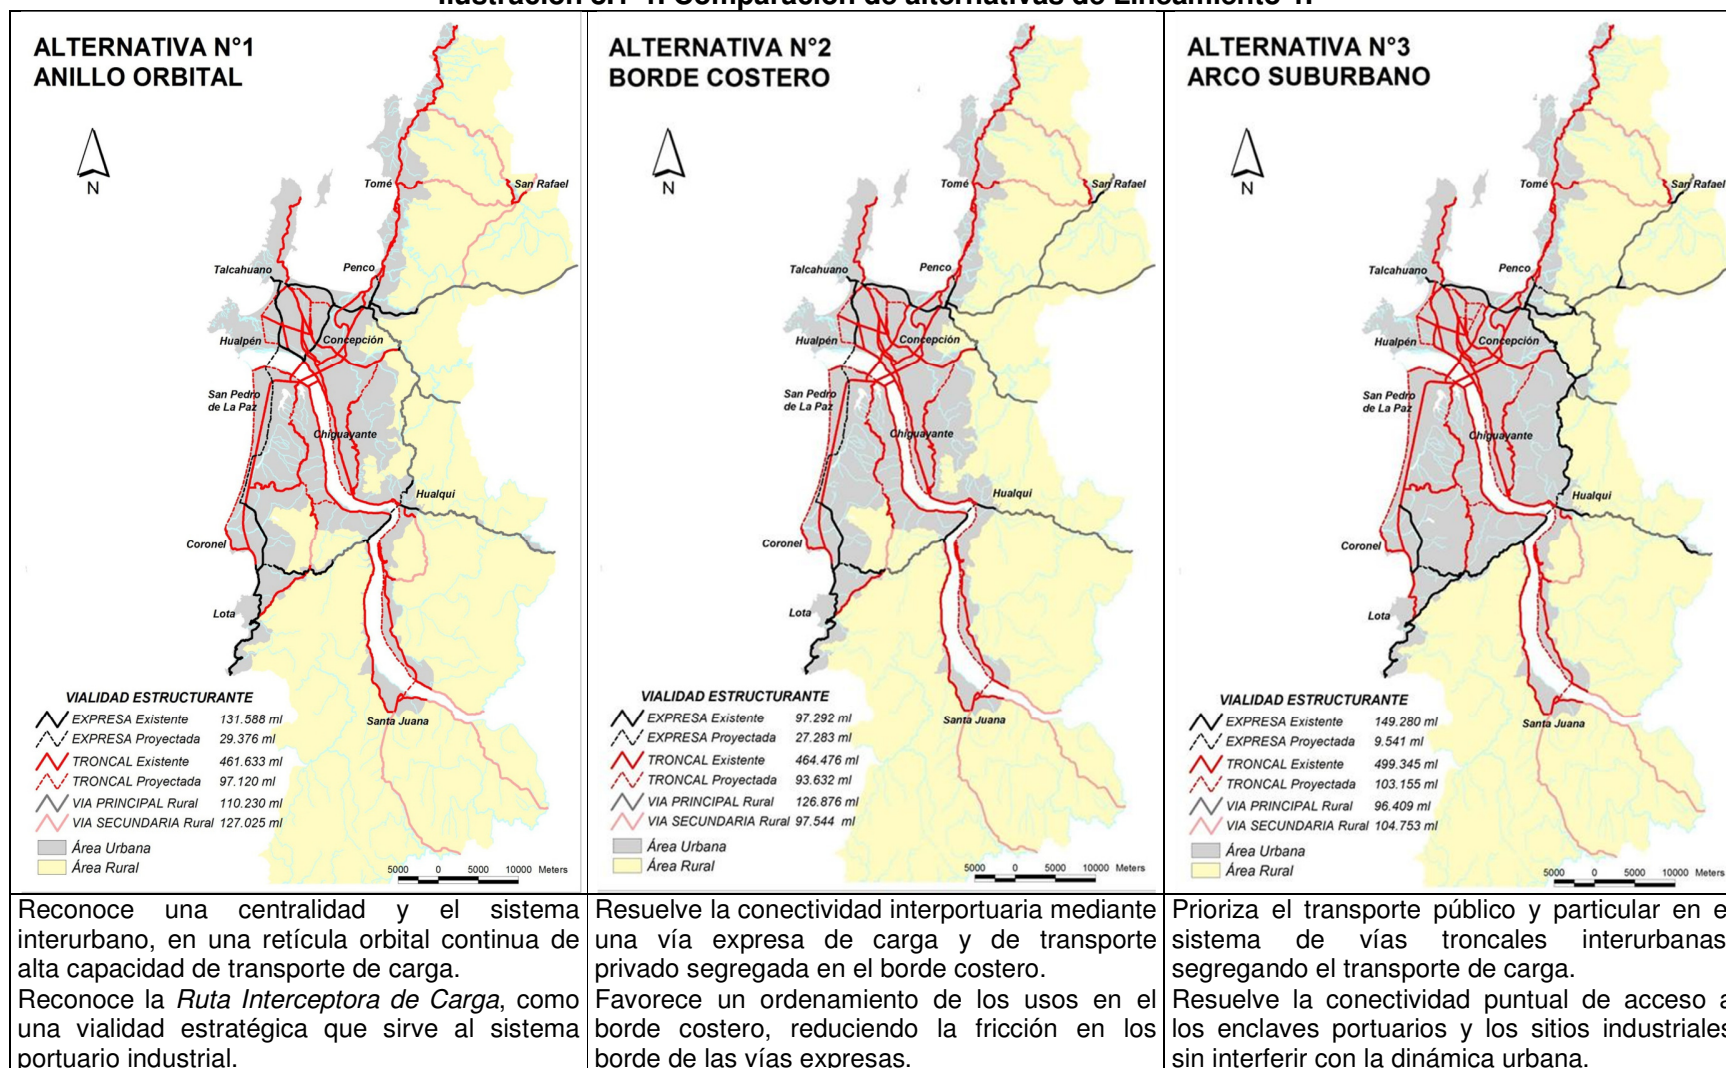 Ilustración 3.1-4: Comparación de alternativas de Lineamiento 4.
ALTERNATIVA N°1
ANILLO ORBITAL
N
Tomé
San Rafael
Talcahuano
Penco
Hualpén
Concepción
San Pedro
de La Paz
Chiguayante
Hualqui
Coronel
Lota
Santa Juana
VIALIDAD ESTRUCTURANTE
EXPRESA Existente 131.588 ml
EXPRESA Proyectada 29.376 ml
TRONCAL Existente 461.633 ml
TRONCAL Proyectada 97.120 ml
VIA PRINCIPAL Rural 110.230 ml
VIA SECUNDARIA Rural 127.025 ml
Área Urbana
Área Rural
5000 0 5000 10000 Meters
Reconoce una centralidad y el sistema
interurbano, en una retícula orbital continua de
alta capacidad de transporte de carga.
Reconoce la Ruta Interceptora de Carga, como
una vialidad estratégica que sirve al sistema
portuario industrial.
ALTERNATIVA N°2
BORDE COSTERO
N
Tomé
San Rafael
Talcahuano
Penco
Hualpén
Concepción
San Pedro
de La Paz
Chiguayante
Hualqui
Coronel
Lota
Santa Juana
VIALIDAD ESTRUCTURANTE
EXPRESA Existente 97.292 ml
EXPRESA Proyectada 27.283 ml
TRONCAL Existente 464.476 ml
TRONCAL Proyectada 93.632 ml
VIA PRINCIPAL Rural 126.876 ml
VIA SECUNDARIA Rural 97.544 ml
Área Urbana
Área Rural
5000 0 5000 10000 Meters
Resuelve la conectividad interportuaria mediante
una vía expresa de carga y de transporte
privado segregada en el borde costero.
Favorece un ordenamiento de los usos en el
borde costero, reduciendo la fricción en los
borde de las vías expresas.
ALTERNATIVA N°3
ARCO SUBURBANO
N
Tomé
San Rafael
Talcahuano
Penco
Hualpén
Concepción
San Pedro
de La Paz
Chiguayante
Hualqui
Coronel
Lota
Santa Juana
VIALIDAD ESTRUCTURANTE
EXPRESA Existente 149.280 ml
EXPRESA Proyectada 9.541 ml
TRONCAL Existente 499.345 ml
TRONCAL Proyectada 103.155 ml
VIA PRINCIPAL Rural 96.409 ml
VIA SECUNDARIA Rural 104.753 ml
Área Urbana
Área Rural
5000 0 5000 10000 Meters
Prioriza el transporte público y particular en e
sistema de vías troncales interurbanas
segregando el transporte de carga.
Resuelve la conectividad puntual de acceso a
los enclaves portuarios y los sitios industriales
sin interferir con la dinámica urbana.